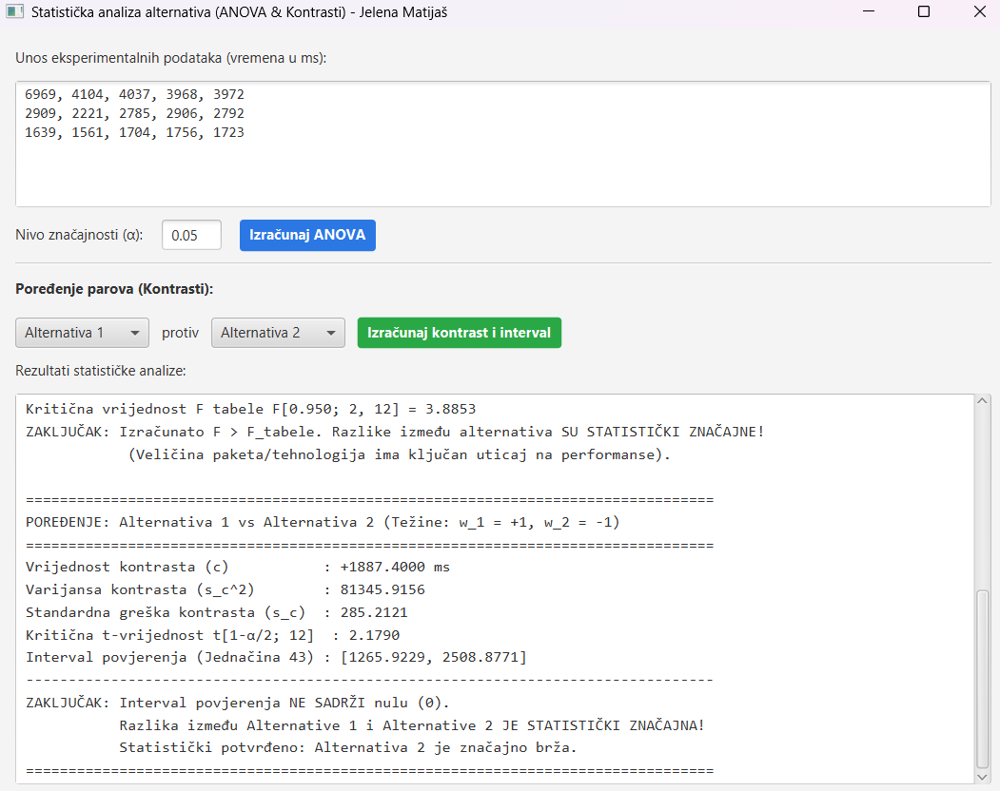 Statistička analiza alternativa (ANOVA & Kontrasti) - Jelena Matijaš
Unos eksperimentalnih podataka (vremena u ms):
6969, 4104, 4037, 3968, 3972
2909, 2221, 2785, 2906, 2792
1639, 1561, 1704, 1756, 1723
Nivo značajnosti (α): 0.05 Izračunaj ANOVA
Poređenje parova (Kontrasti):
Alternativa 1 protiv Alternativa 2 Izračunaj kontrast i interval
Rezultati statističke analize:
Kritična vrijednost F tabele F[0.950; 2, 12] = 3.8853
ZAKLJUČAK: Izračunato F > F_tabele. Razlike između alternativa SU STATISTIČKI ZNAČAJNE!
(Veličina paketa/tehnologija ima ključan uticaj na performanse).
================================================================================
POREĐENJE: Alternativa 1 vs Alternativa 2 (Težine: w_1 = +1, w_2 = -1)
================================================================================
Vrijednost kontrasta (c) : +1887.4000 ms
Varijansa kontrasta (s_c^2) : 81345.9156
Standardna greška kontrasta (s_c) : 285.2121
Kritična t-vrijednost t[1-α/2; 12] : 2.1790
Interval povjerenja (Jednačina 43) : [1265.9229, 2508.8771]
--------------------------------------------------------------------------------
ZAKLJUČAK: Interval povjerenja NE SADRŽI nulu (0).
Razlika između Alternative 1 i Alternative 2 JE STATISTIČKI ZNAČAJNA!
Statistički potvrđeno: Alternativa 2 je značajno brža.
================================================================================